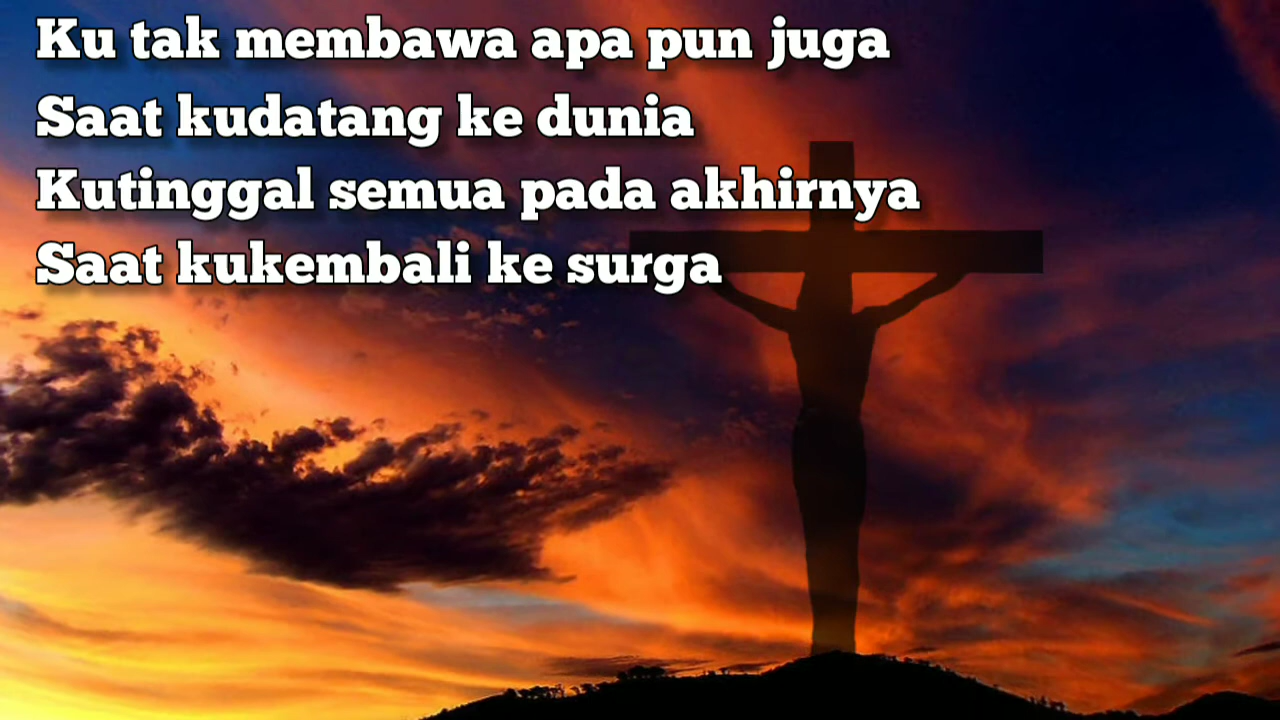 Ku tak membawa apa pun juga
Saat kudatang ke dunia
Kutinggal semua pada akhirnya
Saat kukembali ke surga